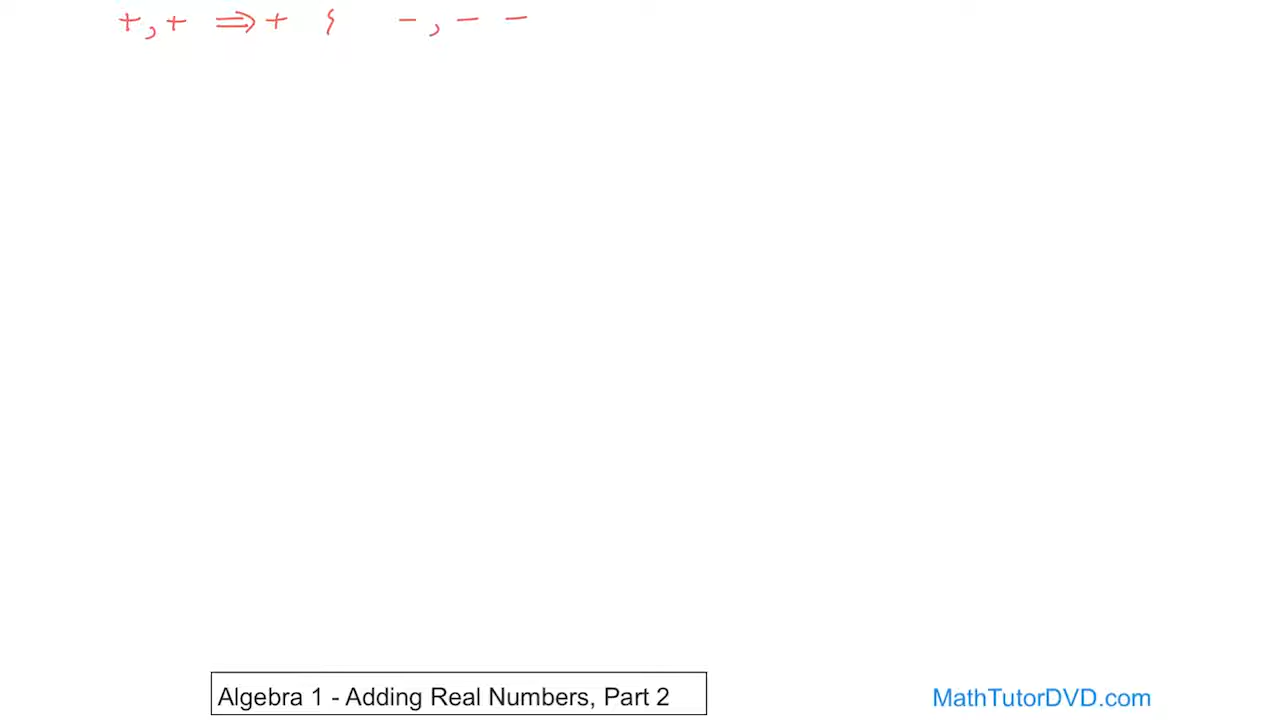 +, + ⇒ + & -, - -
Algebra 1 - Adding Real Numbers, Part 2
MathTutorDVD.com